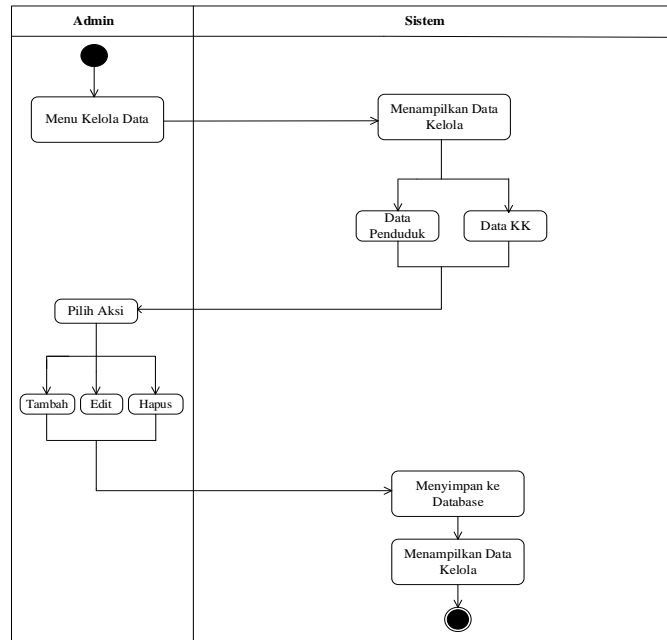 Admin
Sistem
Menu Kelola Data
Menampilkan Data
Kelola
Data
Penduduk
Data KK
Pilih Aksi
Tambah
Edit
Hapus
Menyimpan ke
Database
Menampilkan Data
Kelola